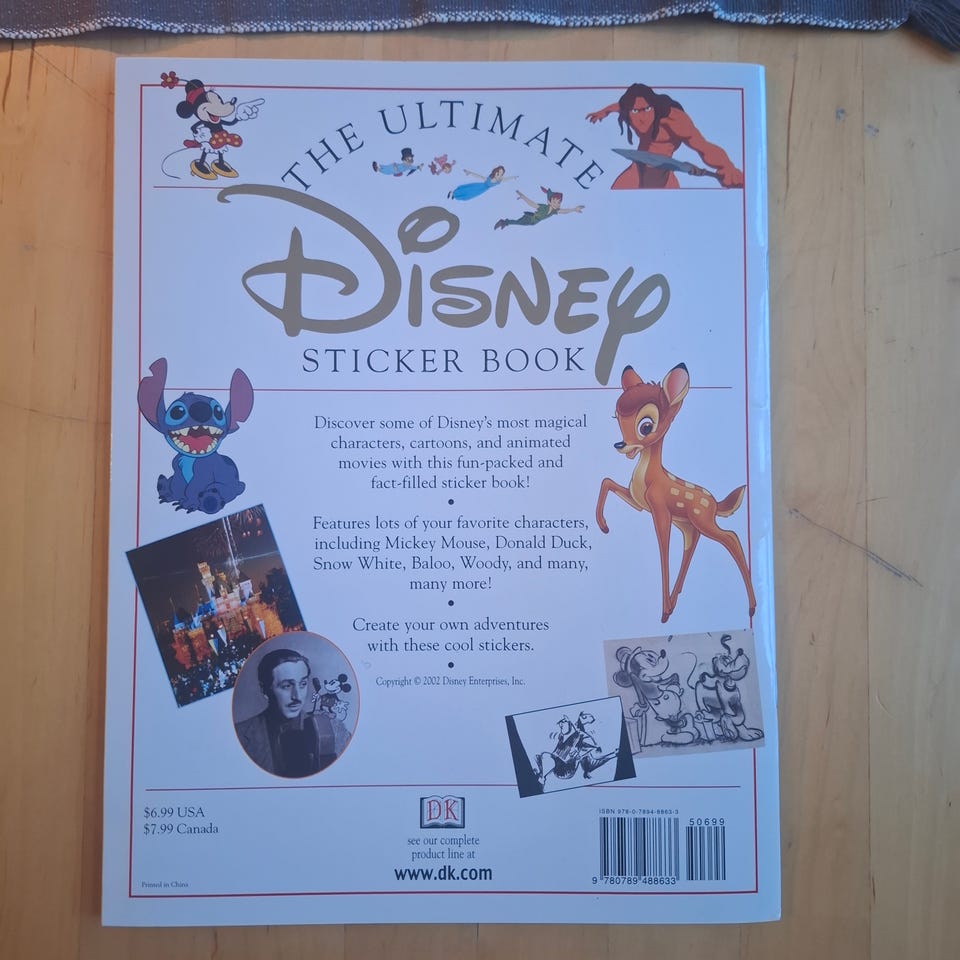 THE ULTIMATE
DISNEY
STICKER BOOK
Discover some of Disney's most magical
characters, cartoons, and animated
movies with this fun-packed and
fact-filled sticker book!
•
Features lots of your favorite characters,
including Mickey Mouse, Donald Duck,
Snow White, Baloo, Woody, and many,
many more!
•
Create your own adventures
with these cool stickers.
•
Copyright © 2002 Disney Enterprises, Inc.
$6.99 USA
$7.99 Canada
Printed in China
DK
see our complete
product line at
www.dk.com
ISBN 978-0-7894-8863-3
50699
9 780789 488633